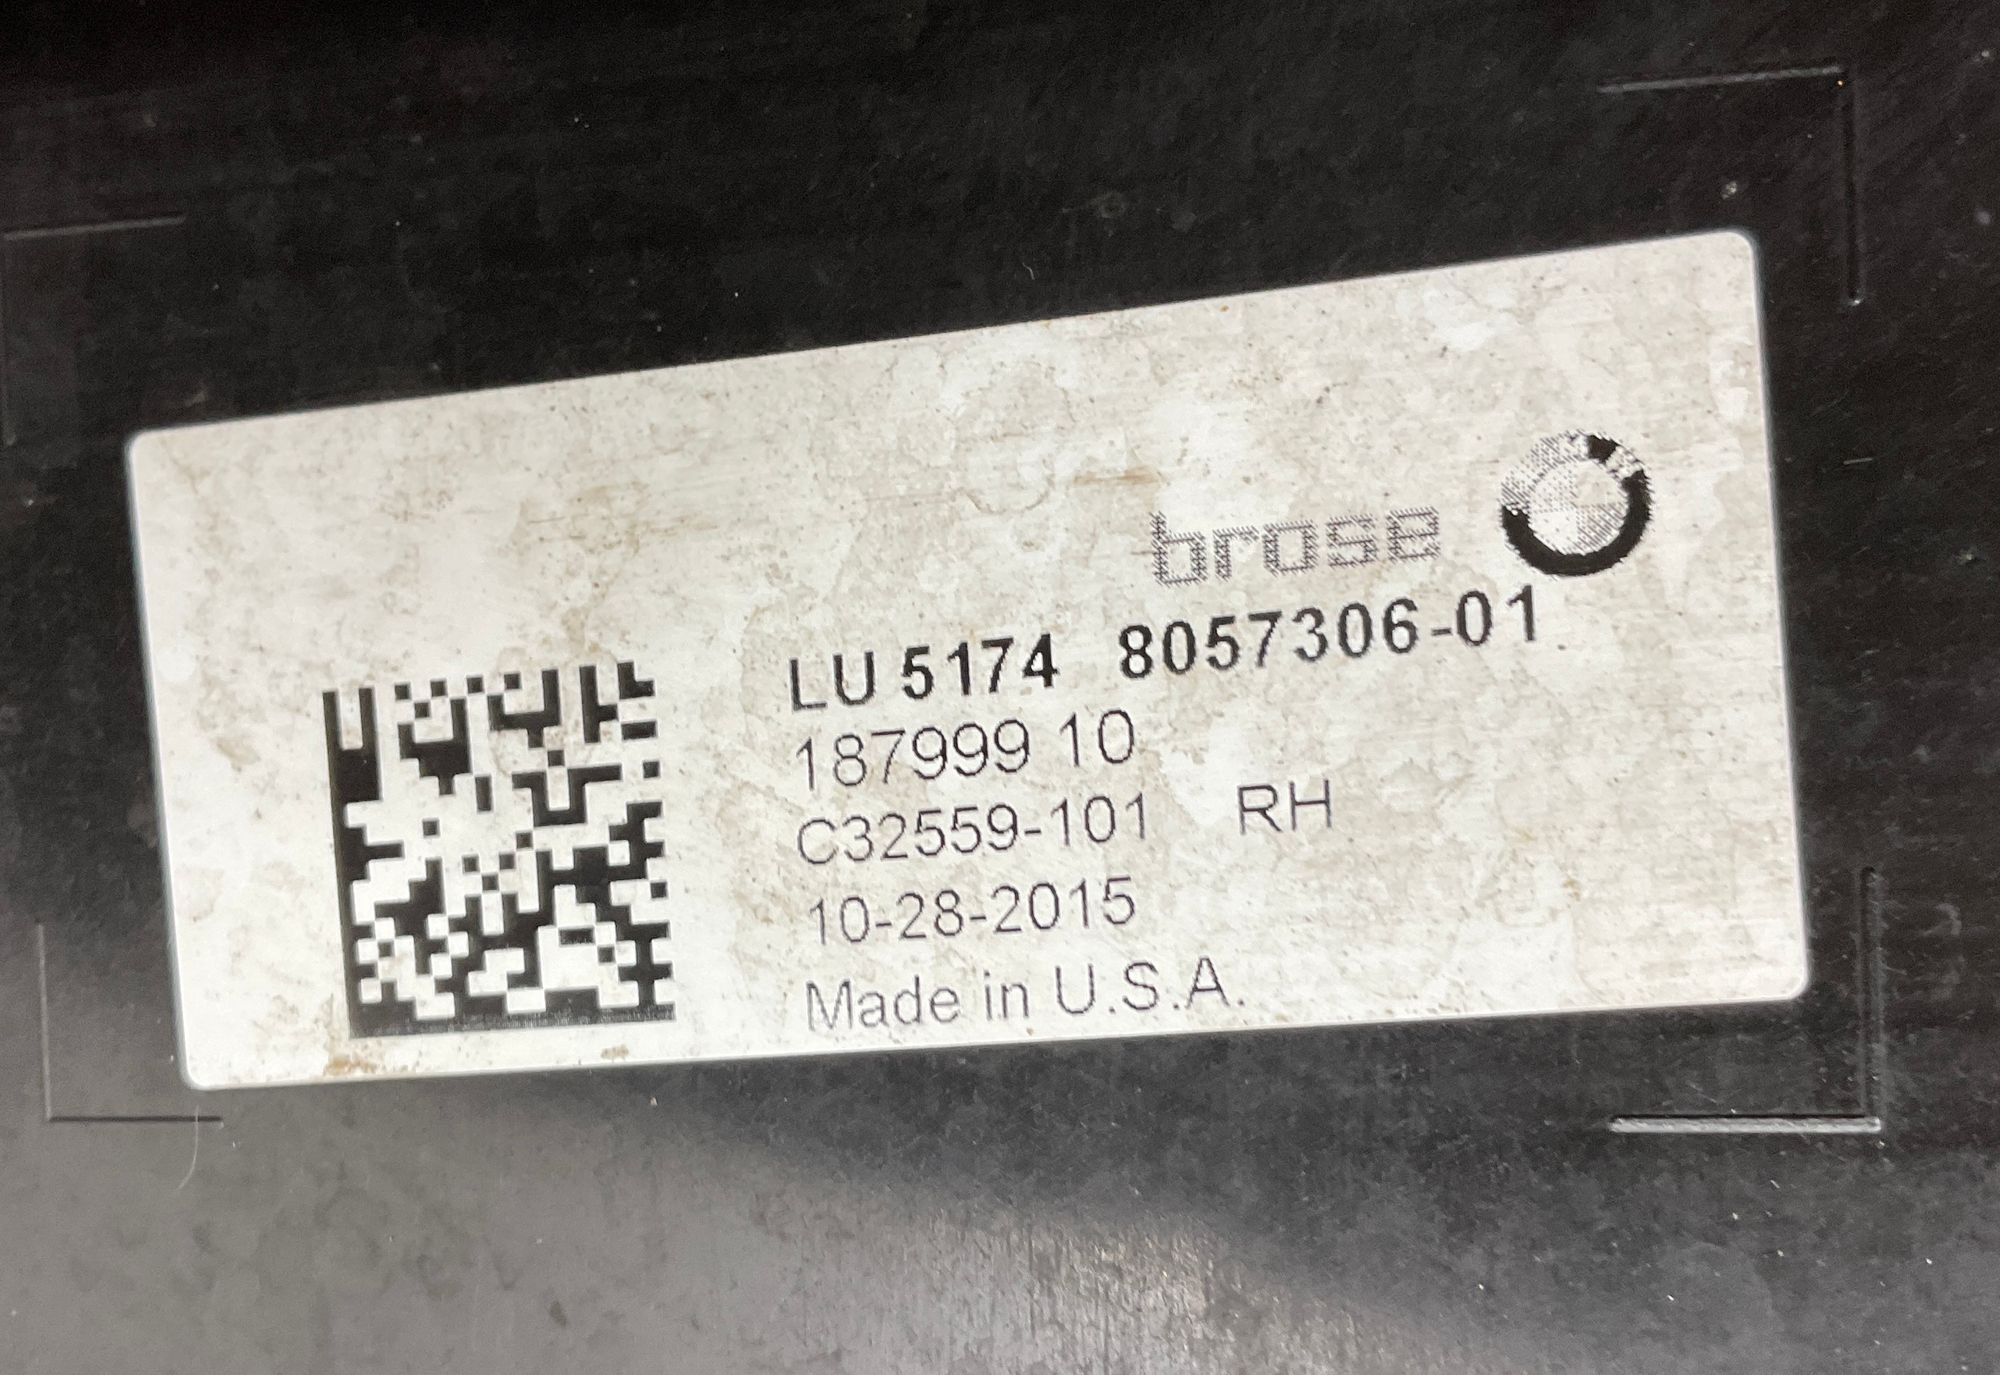 brose
LU 5174 8057306-01
187999 10
C32559-101 RH
10-28-2015
Made in U.S.A.